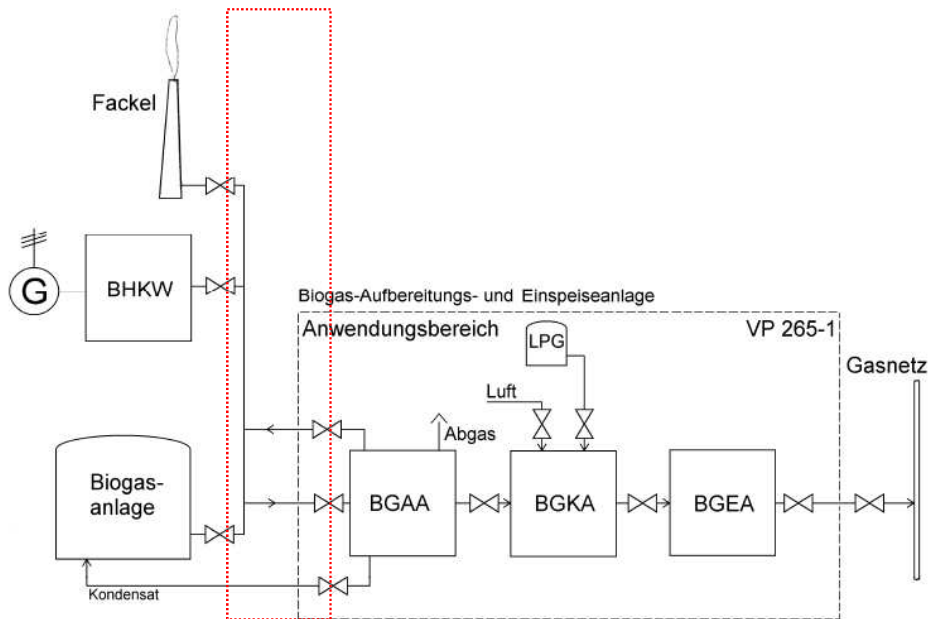 Fackel
G
BHKW
Biogas-Aufbereitungs- und Einspeiseanlage
Anwendungsbereich
VP 265-1
LPG
Luft
Gasnetz
Abgas
Biogas-
anlage
BGAA
BGKA
BGEA
Kondensat